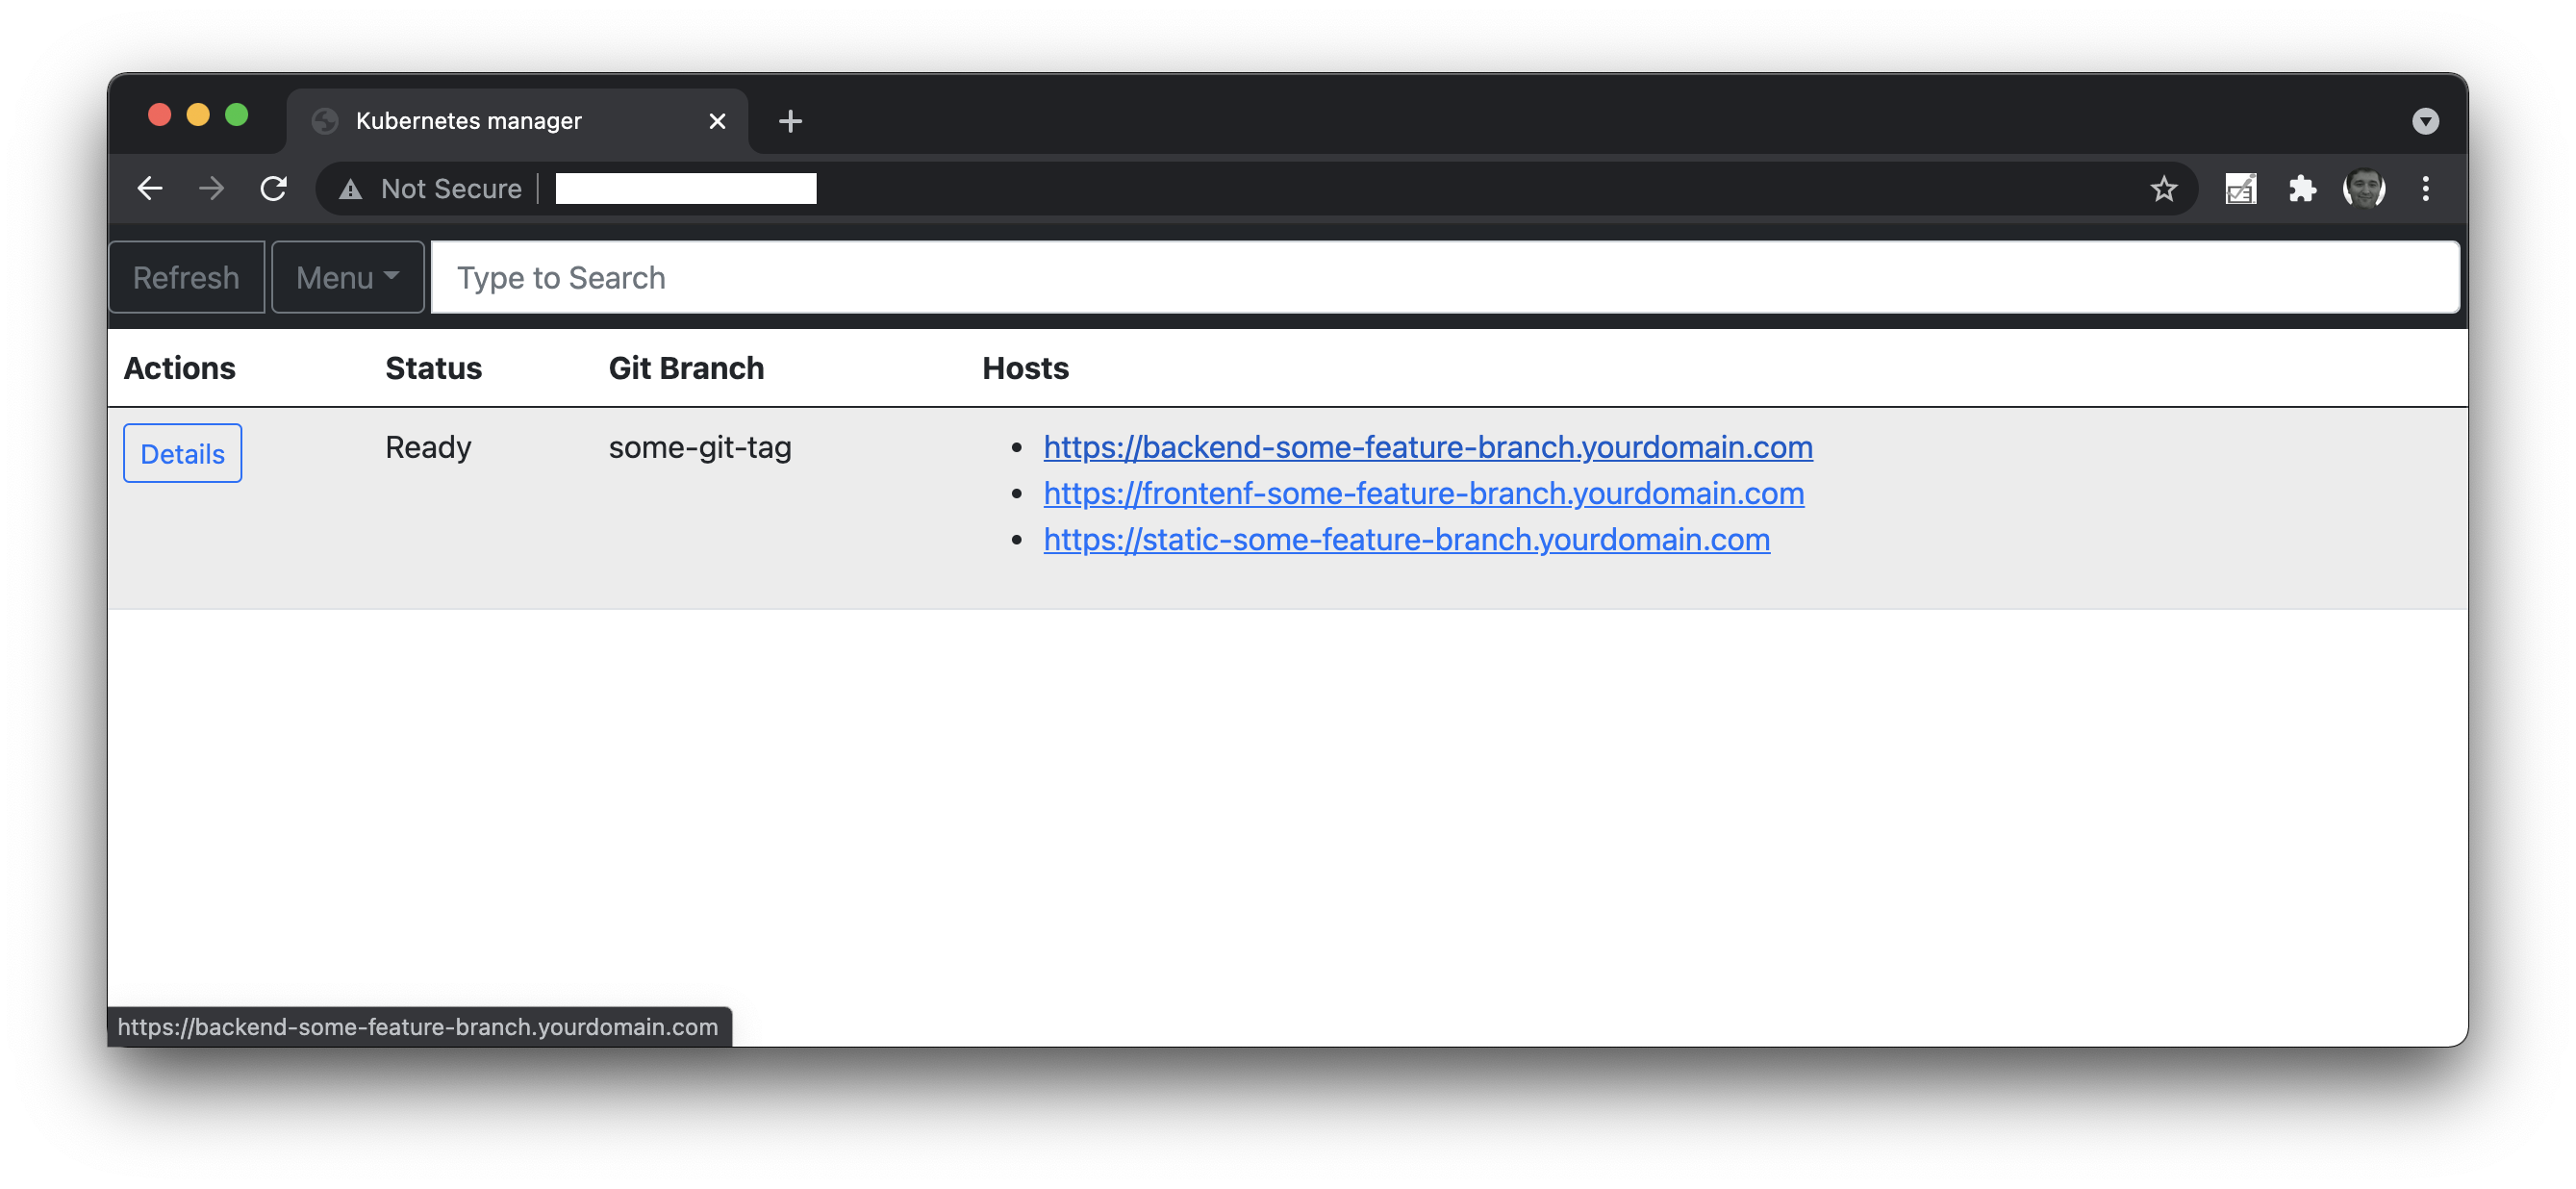 Kubernetes manager
Not Secure
Refresh Menu Type to Search
Actions Status Git Branch Hosts
Details Ready some-git-tag https://backend-some-feature-branch.yourdomain.com
https://frontenf-some-feature-branch.yourdomain.com
https://static-some-feature-branch.yourdomain.com
https://backend-some-feature-branch.yourdomain.com